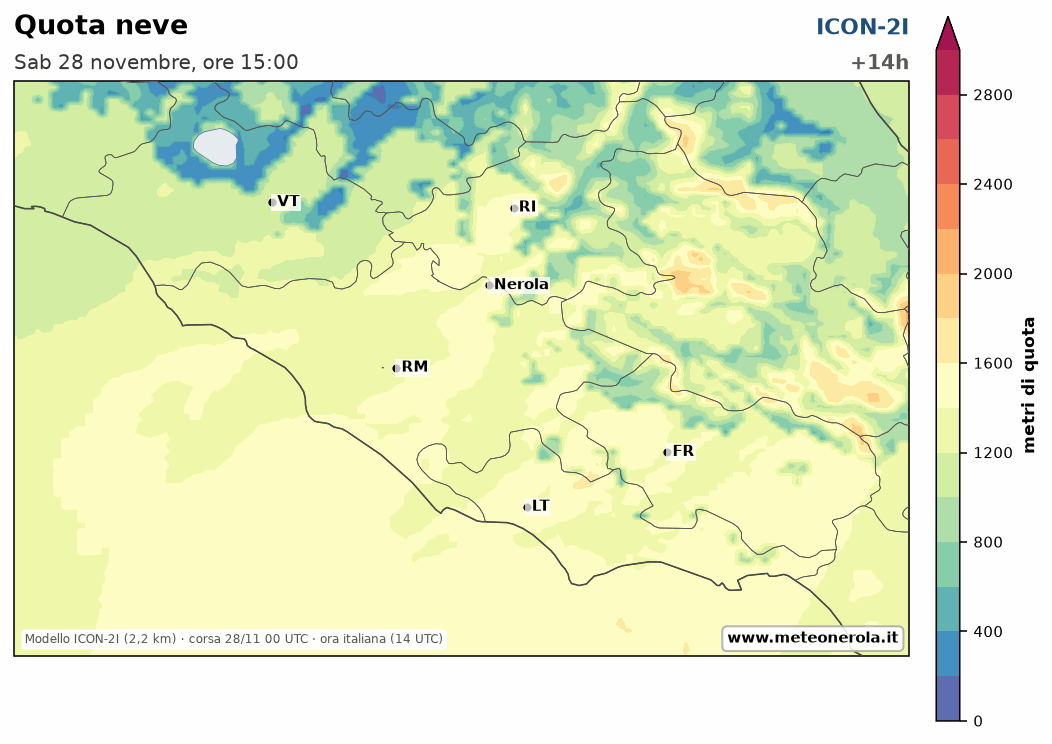 Quota neve
ICON-2I
Sab 28 novembre, ore 15:00
+14h
VT
RI
Nerola
RM
FR
LT
2800
2400
2000
1600
1200
800
400
0
metri di quota
Modello ICON-2I (2,2 km) · corsa 28/11 00 UTC · ora italiana (14 UTC)
www.meteonerola.it